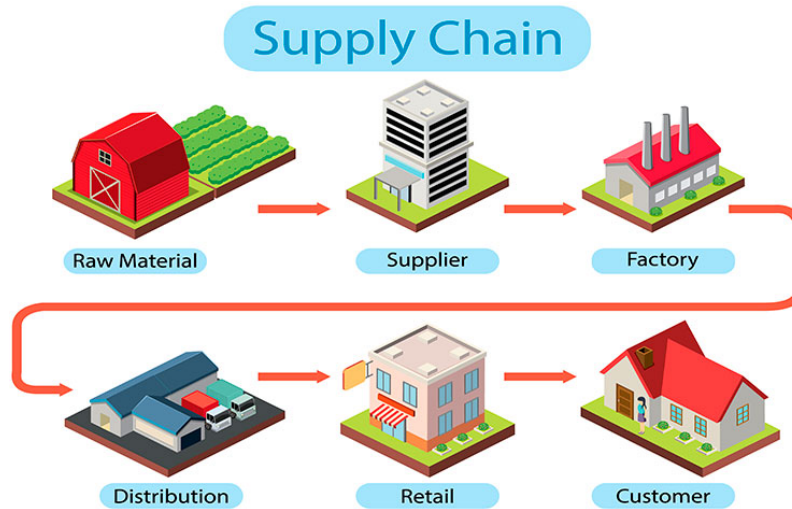 Supply Chain
Raw Material
Supplier
Factory
Distribution
Retail
Customer